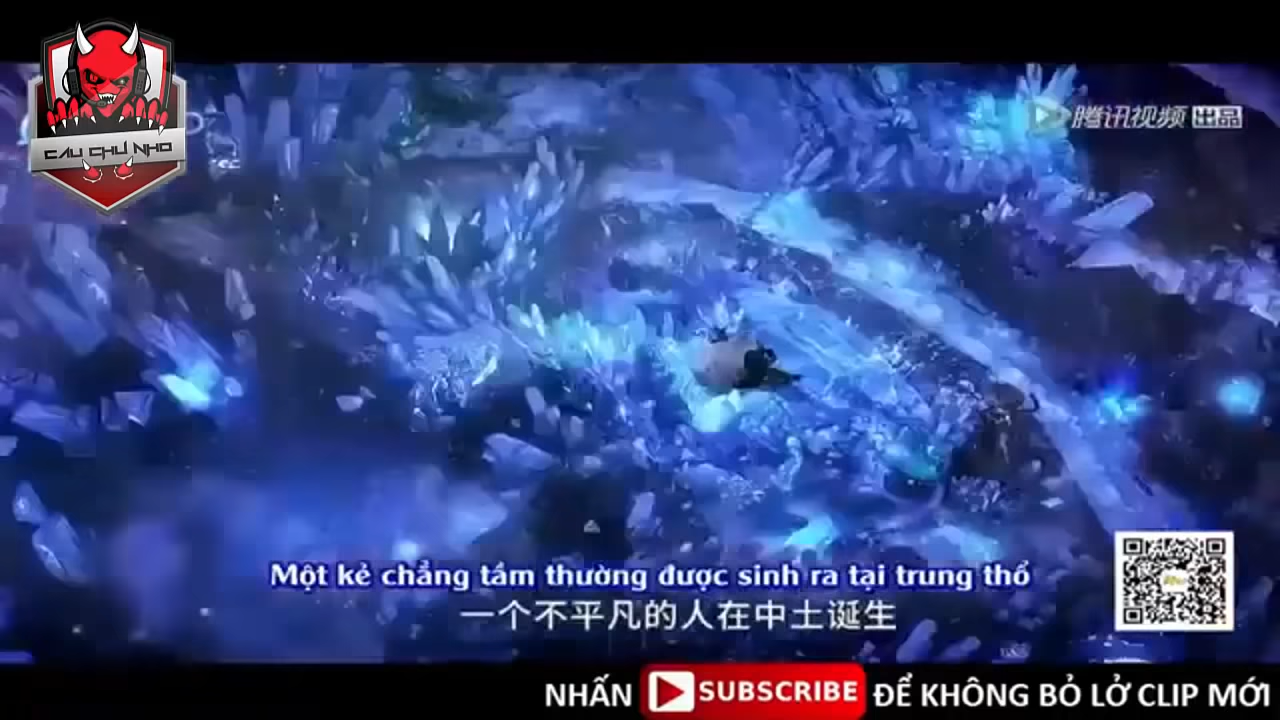 CAU CHU NHO
腾讯视频 出品
Một kẻ chẳng tầm thường được sinh ra tại trung thổ
一个不平凡的人在中土诞生
NHẤN SUBSCRIBE ĐỂ KHÔNG BỎ LỞ CLIP MỚI